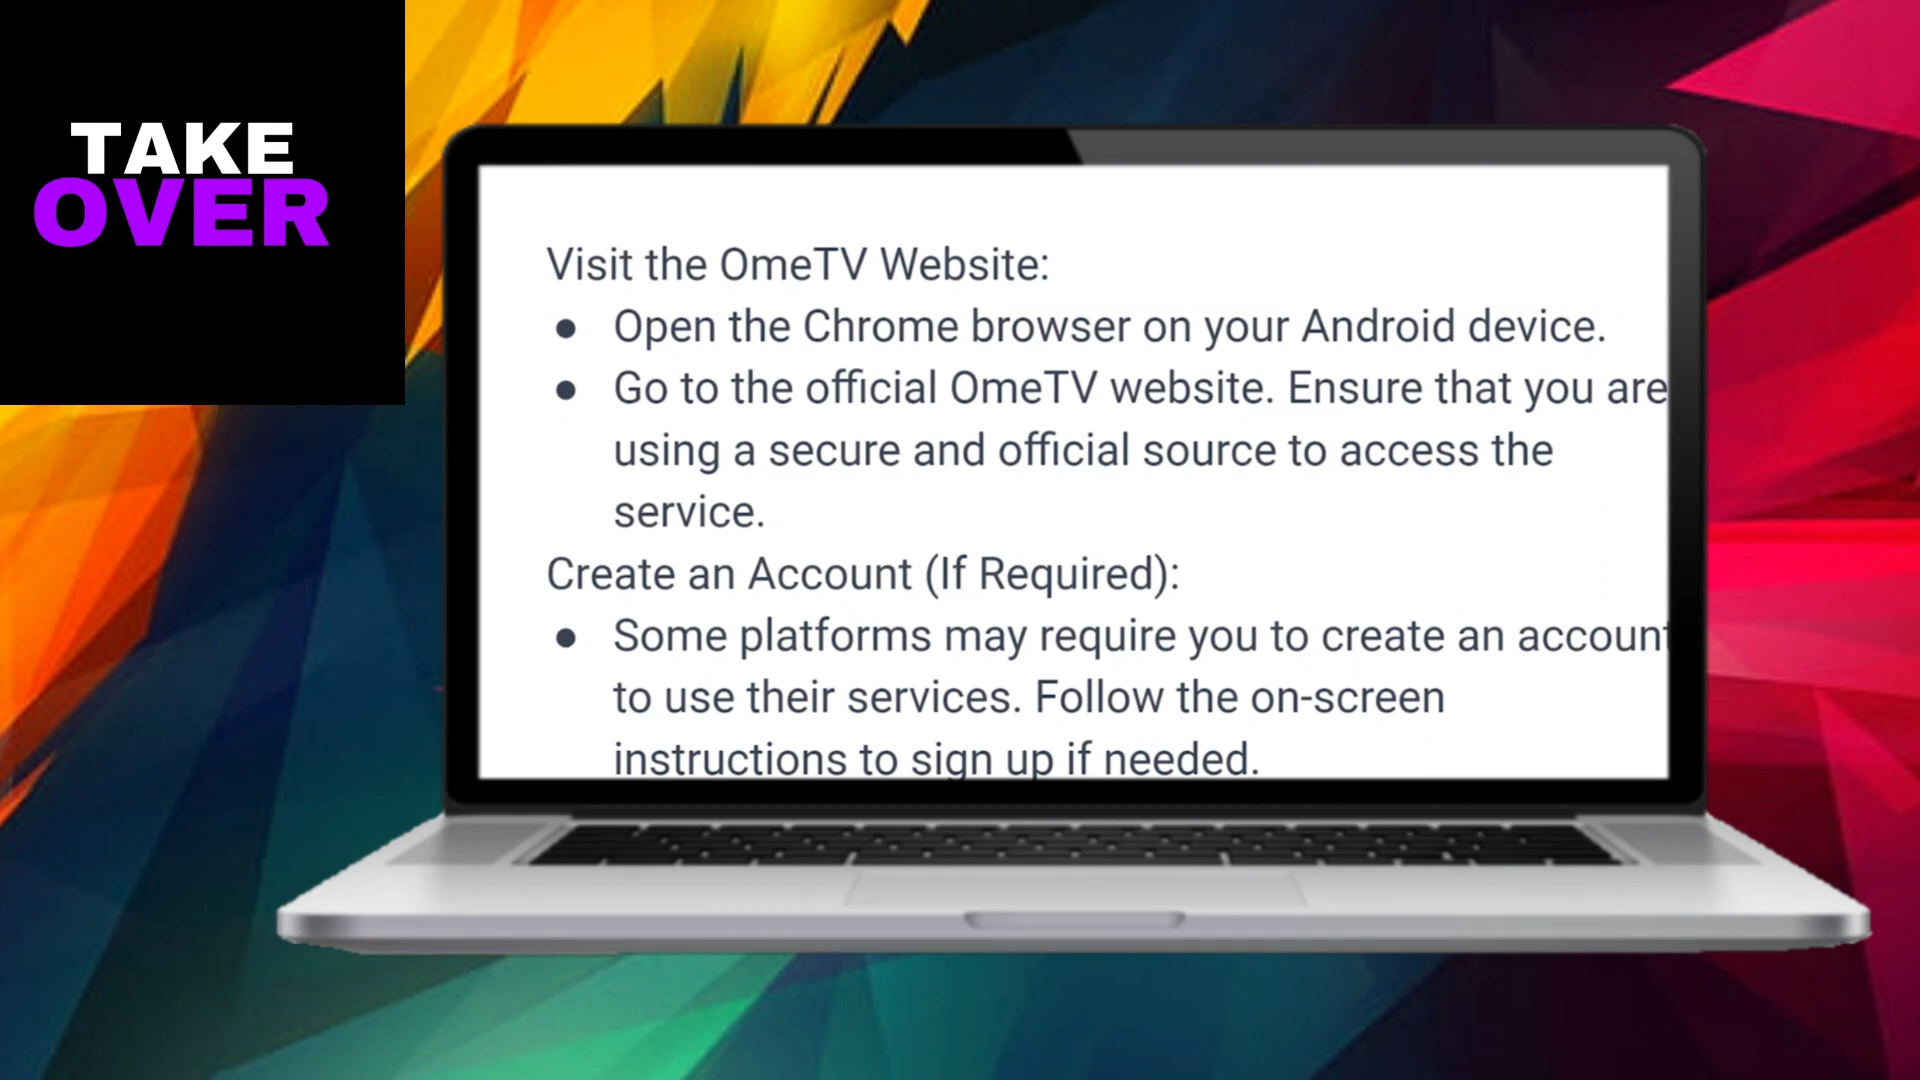 TAKE
OVER
Visit the OmeTV Website:
● Open the Chrome browser on your Android device.
● Go to the official OmeTV website. Ensure that you are
using a secure and official source to access the
service.
Create an Account (If Required):
● Some platforms may require you to create an account
to use their services. Follow the on-screen
instructions to sign up if needed.